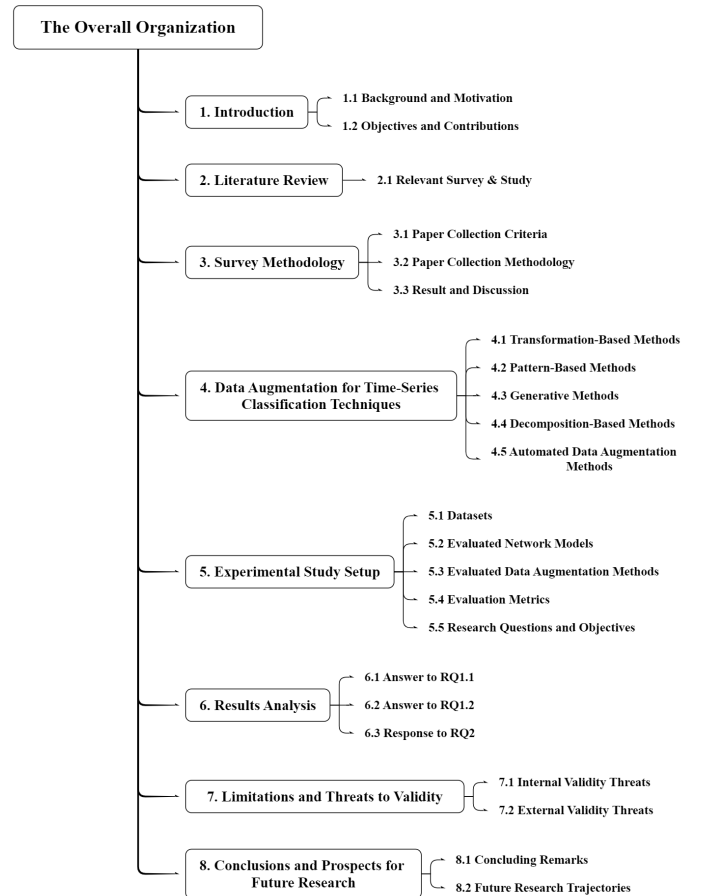 The Overall Organization
1. Introduction
1.1 Background and Motivation
1.2 Objectives and Contributions
2. Literature Review
2.1 Relevant Survey & Study
3. Survey Methodology
3.1 Paper Collection Criteria
3.2 Paper Collection Methodology
3.3 Result and Discussion
4. Data Augmentation for Time-Series
Classification Techniques
4.1 Transformation-Based Methods
4.2 Pattern-Based Methods
4.3 Generative Methods
4.4 Decomposition-Based Methods
4.5 Automated Data Augmentation
Methods
5. Experimental Study Setup
5.1 Datasets
5.2 Evaluated Network Models
5.3 Evaluated Data Augmentation Methods
5.4 Evaluation Metrics
5.5 Research Questions and Objectives
6. Results Analysis
6.1 Answer to RQ1.1
6.2 Answer to RQ1.2
6.3 Response to RQ2
7. Limitations and Threats to Validity
7.1 Internal Validity Threats
7.2 External Validity Threats
8. Conclusions and Prospects for
Future Research
8.1 Concluding Remarks
8.2 Future Research Trajectories